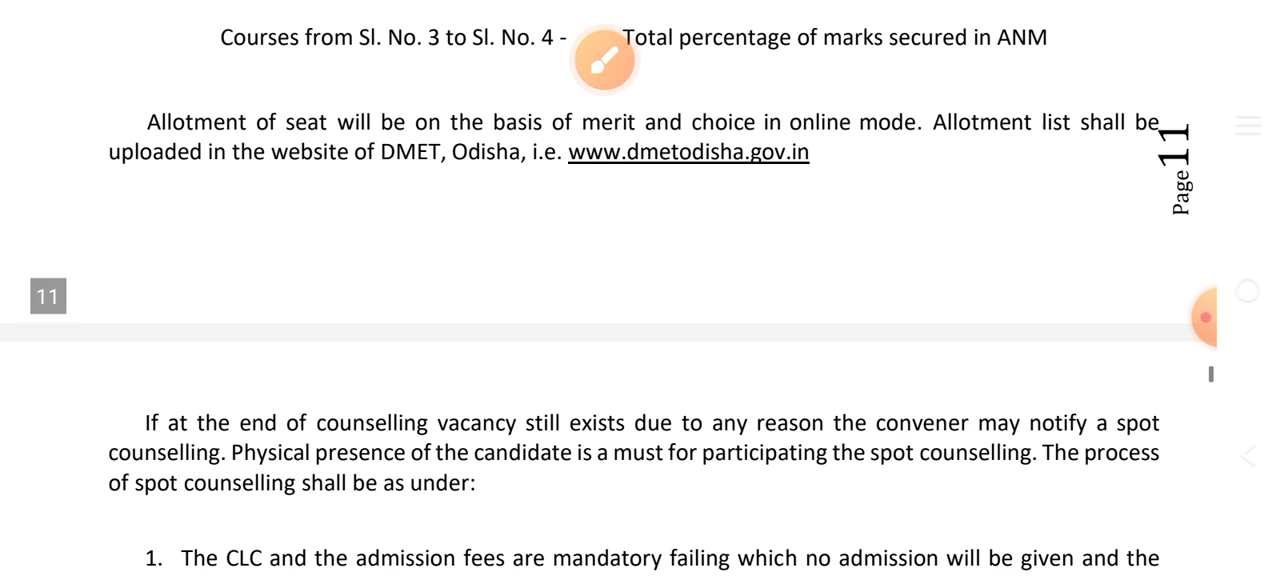 Courses from Sl. No. 3 to Sl. No. 4 - Total percentage of marks secured in ANM
Allotment of seat will be on the basis of merit and choice in online mode. Allotment list shall be
uploaded in the website of DMET, Odisha, i.e. www.dmetodisha.gov.in
Page 11
11
If at the end of counselling vacancy still exists due to any reason the convener may notify a spot
counselling. Physical presence of the candidate is a must for participating the spot counselling. The process
of spot counselling shall be as under:
1. The CLC and the admission fees are mandatory failing which no admission will be given and the